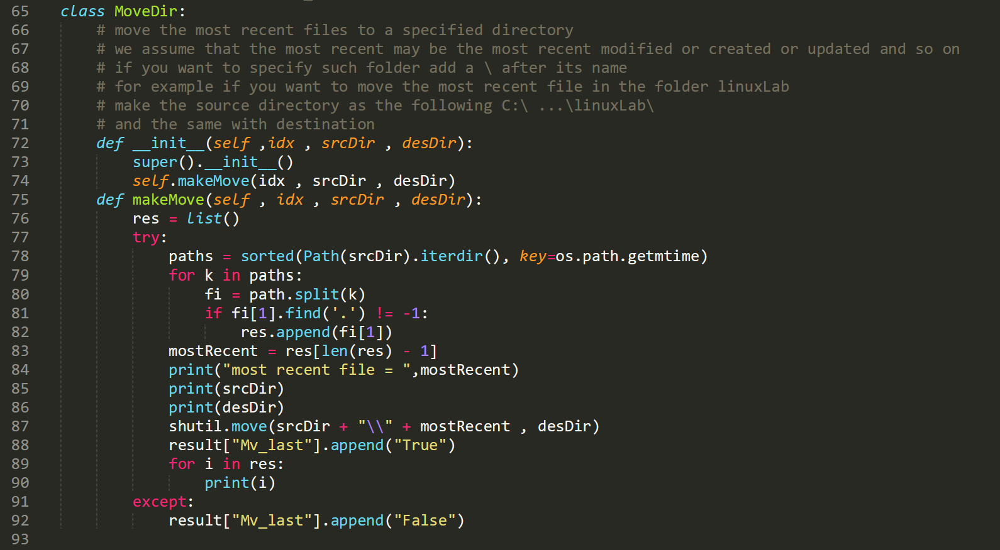 65 class MoveDir:
66     # move the most recent files to a specified directory
67     # we assume that the most recent may be the most recent modified or created or updated and so on
68     # if you want to specify such folder add a \ after its name
69     # for example if you want to move the most recent file in the folder linuxLab
70     # make the source directory as the following C:\ ...\linuxLab\
71     # and the same with destination
72     def __init__(self ,idx , srcDir , desDir):
73         super().__init__()
74         self.makeMove(idx , srcDir , desDir)
75     def makeMove(self , idx , srcDir , desDir):
76         res = list()
77         try:
78             paths = sorted(Path(srcDir).iterdir(), key=os.path.getmtime)
79             for k in paths:
80                 fi = path.split(k)
81                 if fi[1].find('.') != -1:
82                     res.append(fi[1])
83             mostRecent = res[len(res) - 1]
84             print("most recent file = ",mostRecent)
85             print(srcDir)
86             print(desDir)
87             shutil.move(srcDir + "\\" + mostRecent , desDir)
88             result["Mv_last"].append("True")
89             for i in res:
90                 print(i)
91         except:
92             result["Mv_last"].append("False")
93